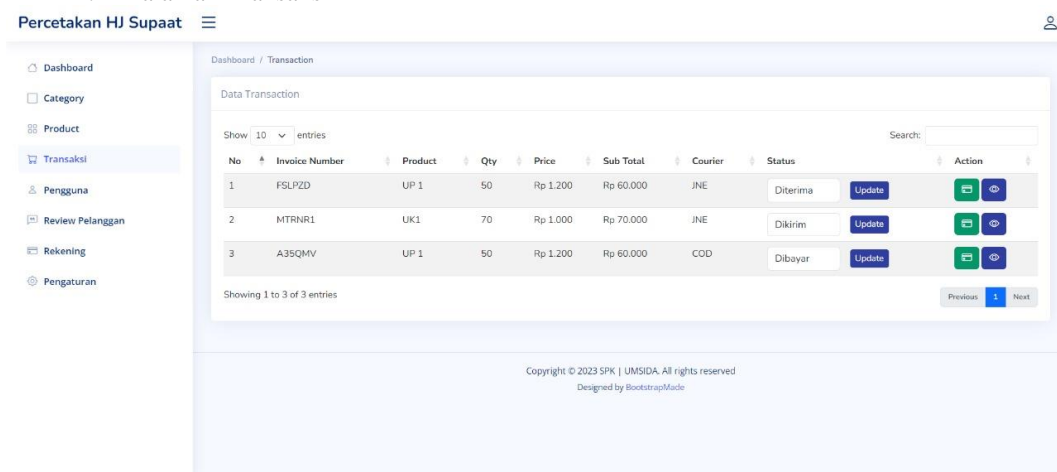 Percetakan HJ Supaat
Dashboard
Category
Product
Transaksi
Pengguna
Review Pelanggan
Rekening
Pengaturan
Dashboard / Transaction
Data Transaction
Show 10 entries Search:
No Invoice Number Product Qty Price Sub Total Courier Status Action
1 FSLPZD UP 1 50 Rp 1.200 Rp 60.000 JNE Diterima Update
2 MTRNR1 UK1 70 Rp 1.000 Rp 70.000 JNE Dikirim Update
3 A35QMV UP 1 50 Rp 1.200 Rp 60.000 COD Dibayar Update
Showing 1 to 3 of 3 entries Previous 1 Next
Copyright © 2023 SPK | UMSIDA. All rights reserved
Designed by BootstrapMade